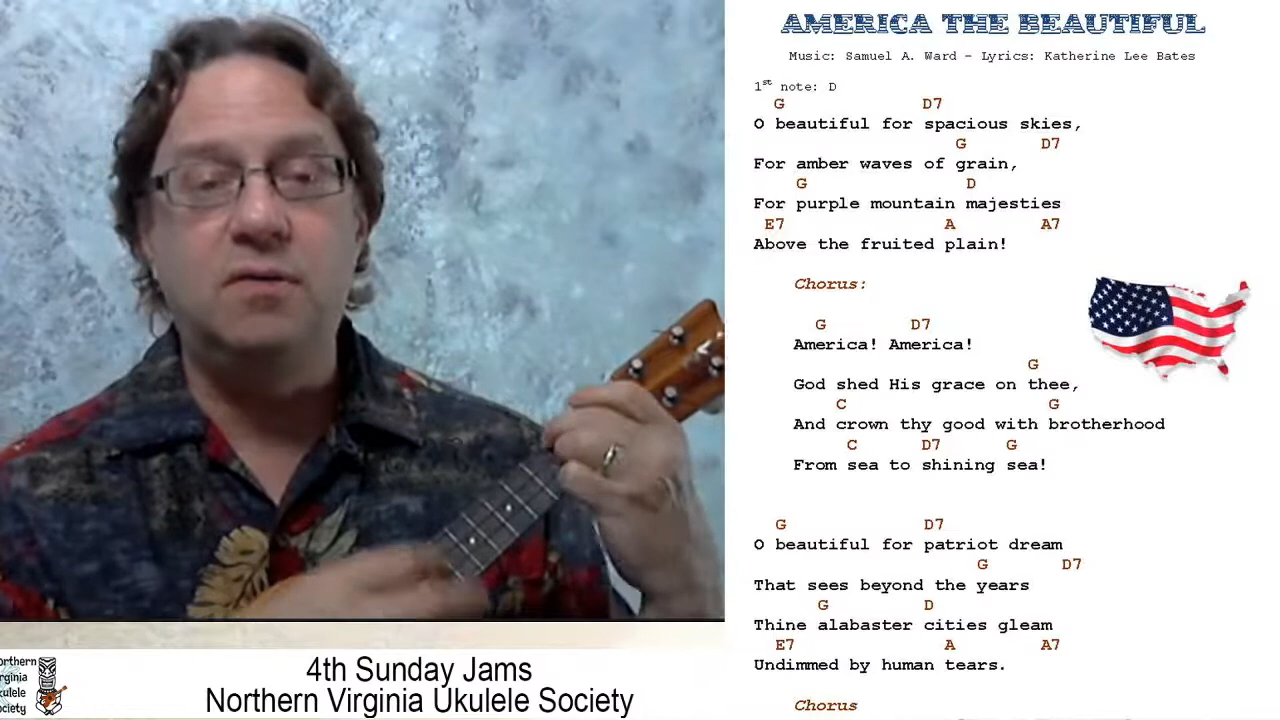 AMERICA THE BEAUTIFUL
Music: Samuel A. Ward - Lyrics: Katherine Lee Bates
1st note: D
G D7
O beautiful for spacious skies,
G D7
For amber waves of grain,
G D
For purple mountain majesties
E7 A A7
Above the fruited plain!
Chorus:
G D7
America! America!
G
God shed His grace on thee,
C G
And crown thy good with brotherhood
C D7 G
From sea to shining sea!
G D7
O beautiful for patriot dream
G D7
That sees beyond the years
G D
Thine alabaster cities gleam
E7 A A7
Undimmed by human tears.
Chorus
orthern
irginia
kulele
ociety
4th Sunday Jams
Northern Virginia Ukulele Society